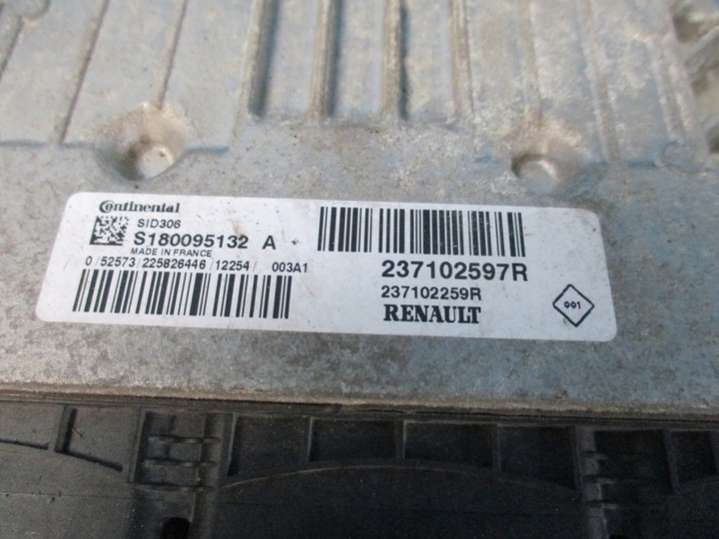 Continental
SID306
S180095132 A
MADE IN FRANCE
0 /52573/225826446/12254/ 003A1
237102597R
237102259R
RENAULT
001